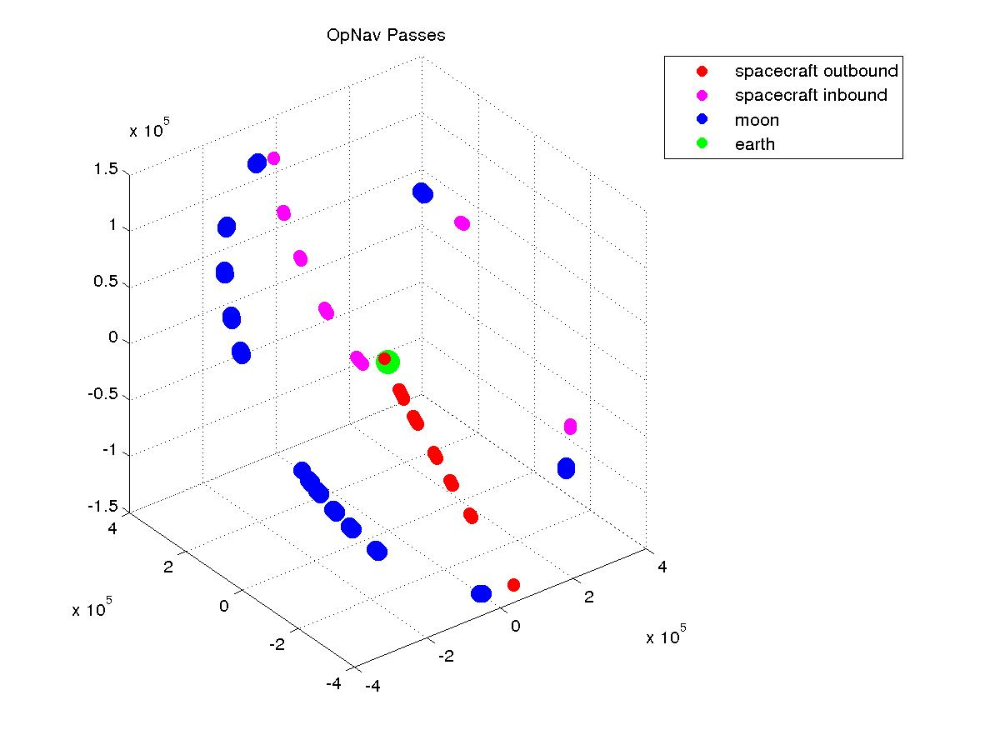 OpNav Passes
spacecraft outbound
spacecraft inbound
moon
earth
x 10^5
1.5
1
0.5
0
-0.5
-1
-1.5
4
2
0
-2
-4
x 10^5
-4
-2
0
2
4
x 10^5